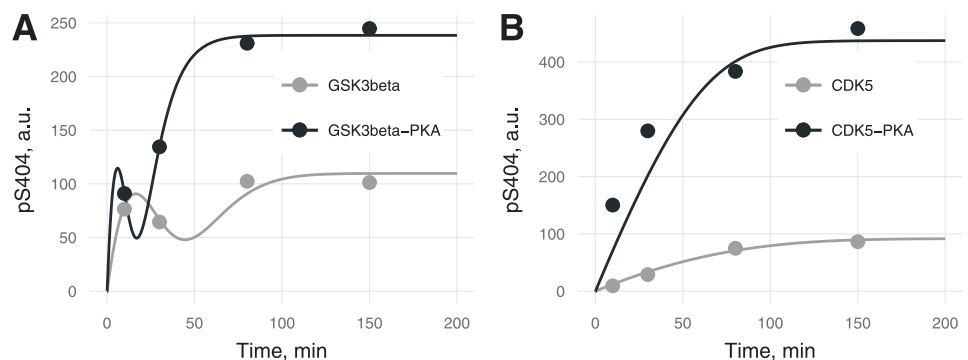 A
pS404, a.u.
250
200
150
100
50
0
GSK3beta
GSK3beta–PKA
0 50 100 150 200
Time, min
B
pS404, a.u.
400
300
200
100
0
CDK5
CDK5–PKA
0 50 100 150 200
Time, min